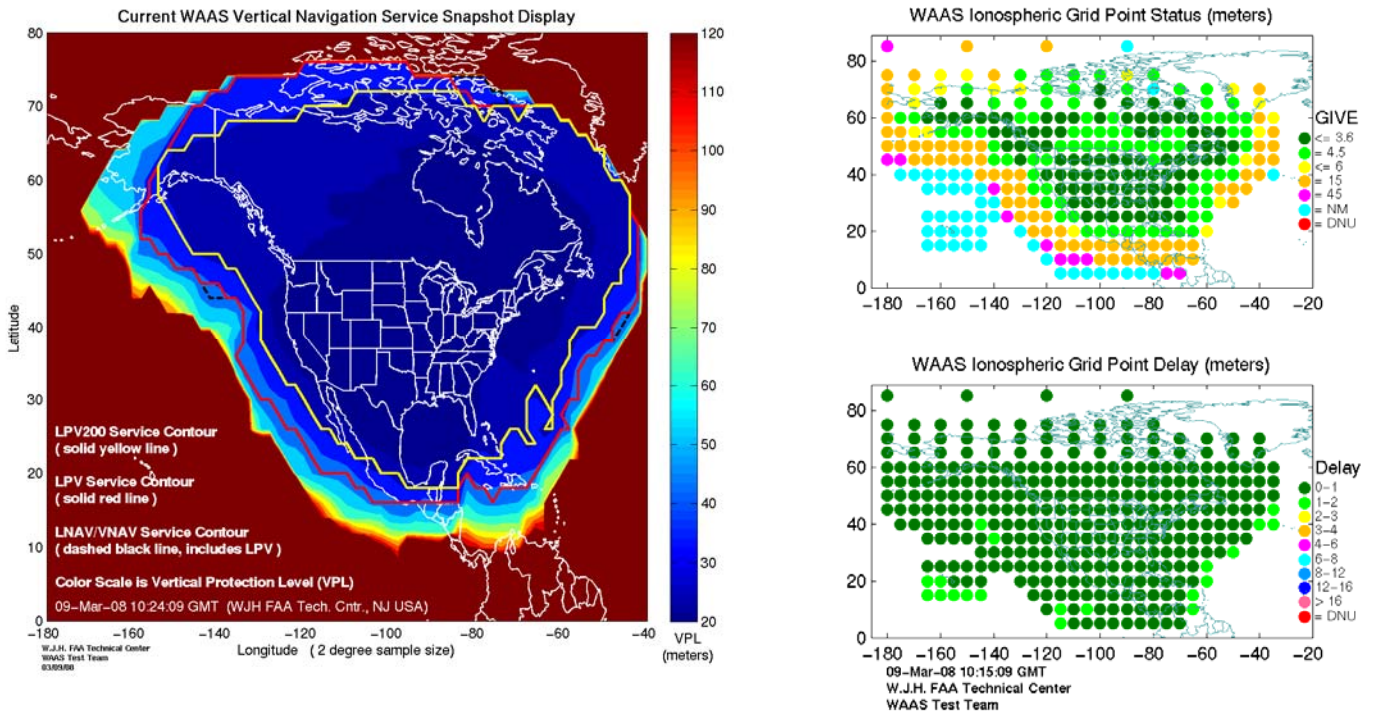 Current WAAS Vertical Navigation Service Snapshot Display
80
70
60
50
40
30
20
10
0
Latitude
LPV200 Service Contour
( solid yellow line )
LPV Service Contour
(solid red line)
LNAV/VNAV Service Contour
( dashed black line, includes LPV )
Color Scale is Vertical Protection Level (VPL)
09-Mar-08 10:24:09 GMT (WJH FAA Tech. Cntr., NJ USA)
-180 -160 -140 -120 -100 -80 -60 -40
Longitude ( 2 degree sample size)
W.J.H. FAA Technical Center
WAAS Test Team
03/09/08
120
110
100
90
80
70
60
50
40
30
20
VPL
(meters)
WAAS Ionospheric Grid Point Status (meters)
80
60
40
20
0
-180 -160 -140 -120 -100 -80 -60 -40 -20
GIVE
<= 3.6
= 4.5
<= 6
= 15
= 45
= NM
= DNU
WAAS Ionospheric Grid Point Delay (meters)
80
60
40
20
0
-180 -160 -140 -120 -100 -80 -60 -40 -20
Delay
0-1
1-2
2-3
3-4
4-6
6-8
8-12
12-16
> 16
= DNU
09-Mar-08 10:15:09 GMT
W.J.H. FAA Technical Center
WAAS Test Team